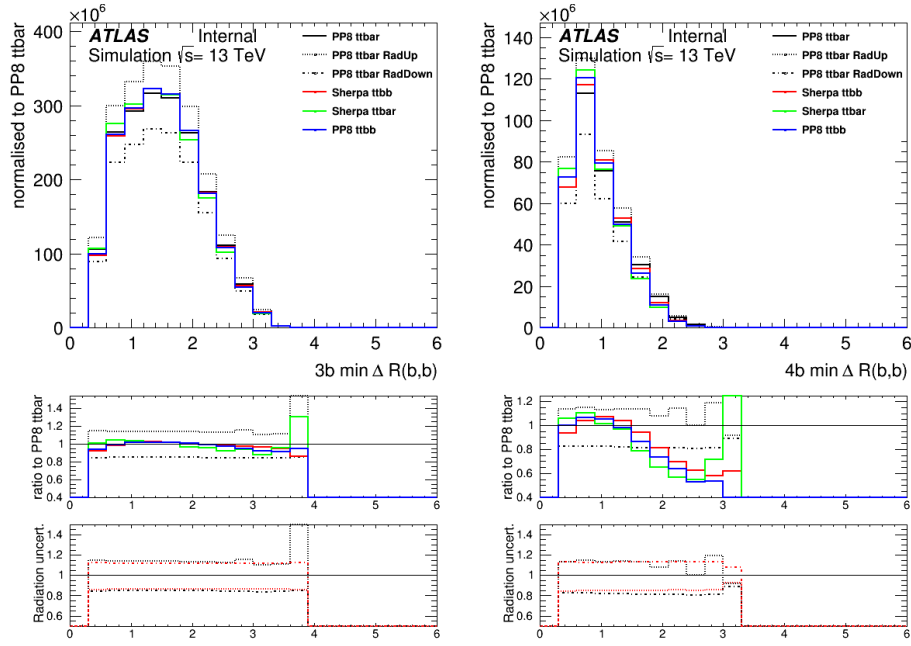 ×10⁶
ATLAS Internal
Simulation √s= 13 TeV
PP8 ttbar
PP8 ttbar RadUp
PP8 ttbar RadDown
Sherpa ttbb
Sherpa ttbar
PP8 ttbb
normalised to PP8 ttbar
400
300
200
100
0
0 1 2 3 4 5 6
3b min Δ R(b,b)
ratio to PP8 ttbar
1.4
1.2
1
0.8
0.6
0.4
0 1 2 3 4 5 6
Radiation uncert.
1.4
1.2
1
0.8
0.6
0 1 2 3 4 5 6
×10⁶
ATLAS Internal
Simulation √s= 13 TeV
PP8 ttbar
PP8 ttbar RadUp
PP8 ttbar RadDown
Sherpa ttbb
Sherpa ttbar
PP8 ttbb
normalised to PP8 ttbar
140
120
100
80
60
40
20
0
0 1 2 3 4 5 6
4b min Δ R(b,b)
ratio to PP8 ttbar
1.2
1
0.8
0.6
0.4
0 1 2 3 4 5 6
Radiation uncert.
1.4
1.2
1
0.8
0.6
0 1 2 3 4 5 6